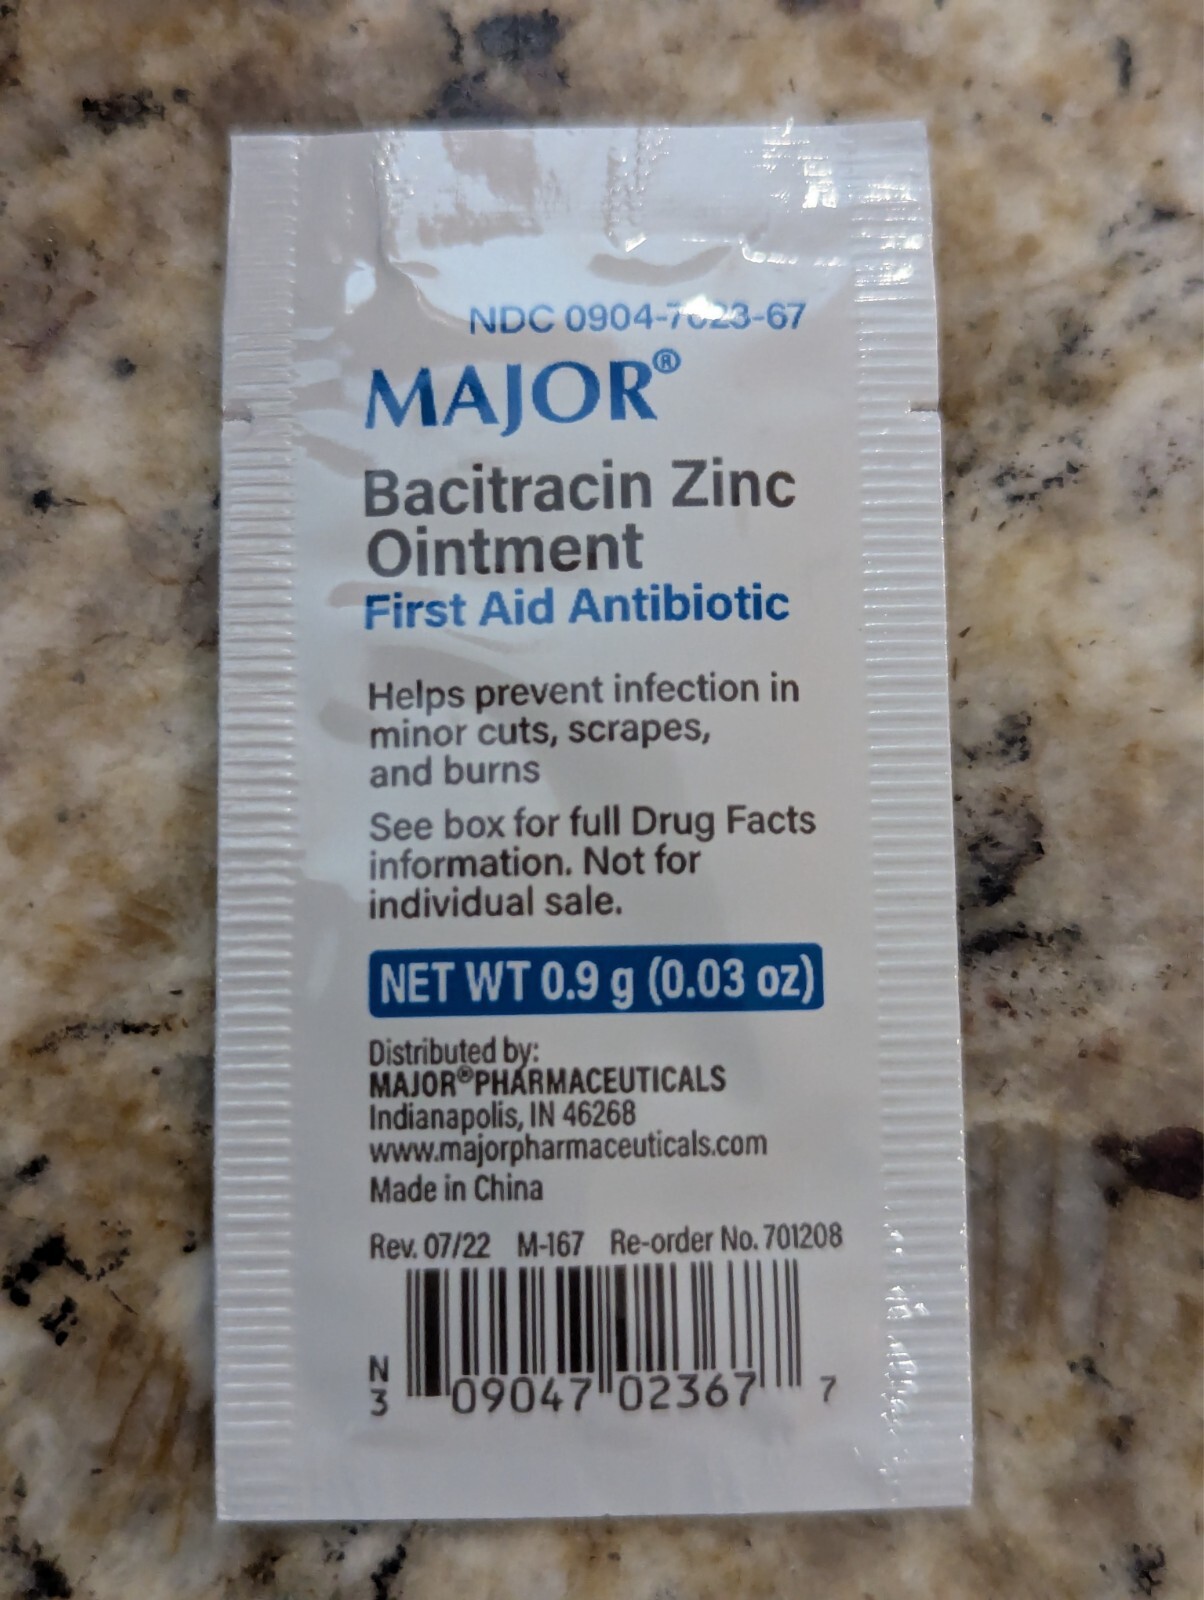 NDC 0904-7023-67
MAJOR®
Bacitracin Zinc
Ointment
First Aid Antibiotic
Helps prevent infection in
minor cuts, scrapes,
and burns
See box for full Drug Facts
information. Not for
individual sale.
NET WT 0.9 g (0.03 oz)
Distributed by:
MAJOR® PHARMACEUTICALS
Indianapolis, IN 46268
www.majorpharmaceuticals.com
Made in China
Rev. 07/22 M-167 Re-order No. 701208
N
3 09047 02367 7